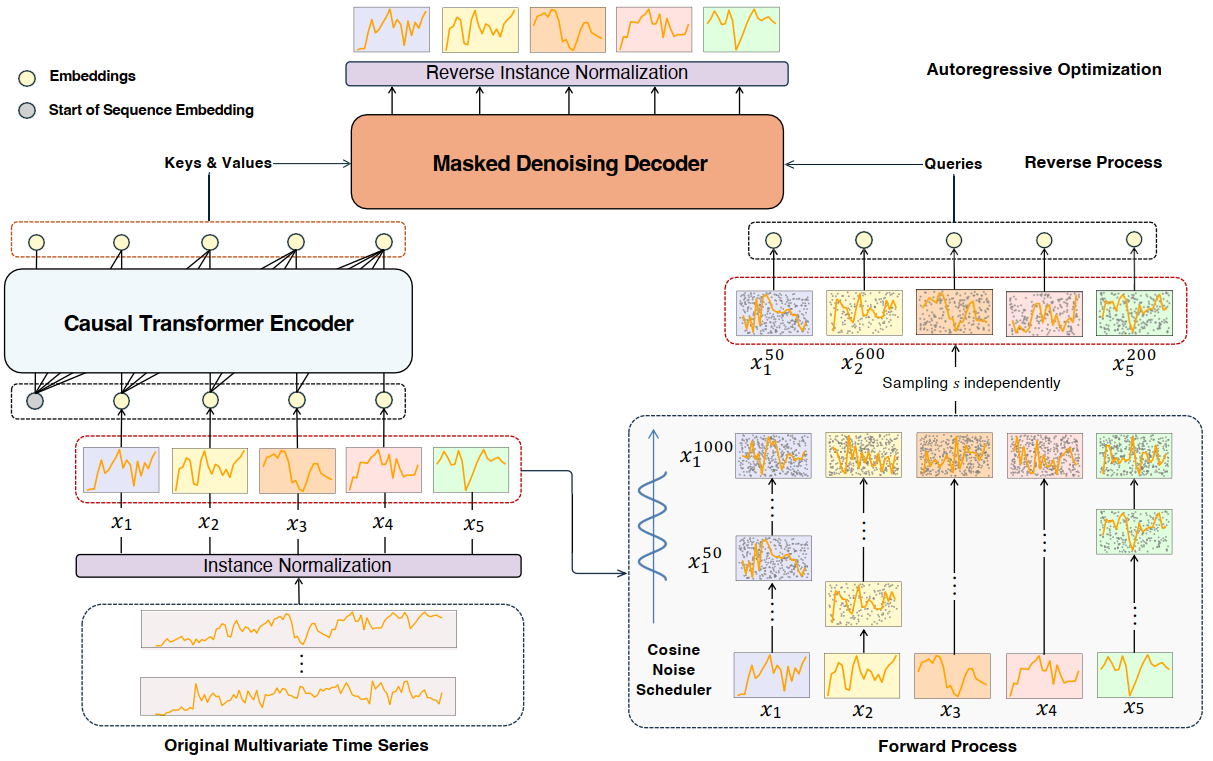 Reverse Instance Normalization
Autoregressive Optimization
Embeddings
Start of Sequence Embedding
Keys & Values
Masked Denoising Decoder
Queries
Reverse Process
Causal Transformer Encoder
x_1^{50}
x_2^{600}
x_5^{200}
Sampling s independently
x_1
x_2
x_3
x_4
x_5
Instance Normalization
Original Multivariate Time Series
x_1^{1000}
x_1^{50}
Cosine
Noise
Scheduler
x_1
x_2
x_3
x_4
x_5
Forward Process